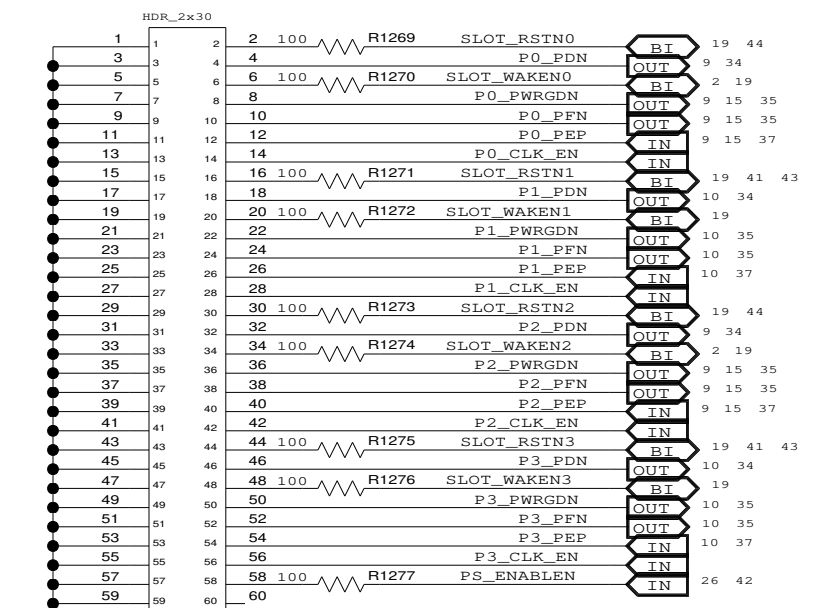 HDR_2x30
1 1 2 2 100 R1269 SLOT_RSTN0 BI 19 44
3 3 4 4 P0_PDN OUT 9 34
5 5 6 6 100 R1270 SLOT_WAKEN0 BI 2 19
7 7 8 8 P0_PWRGDN OUT 9 15 35
9 9 10 10 P0_PFN OUT 9 15 35
11 11 12 12 P0_PEP IN 9 15 37
13 13 14 14 P0_CLK_EN IN
15 15 16 16 100 R1271 SLOT_RSTN1 BI 19 41 43
17 17 18 18 P1_PDN OUT 10 34
19 19 20 20 100 R1272 SLOT_WAKEN1 BI 19
21 21 22 22 P1_PWRGDN OUT 10 35
23 23 24 24 P1_PFN OUT 10 35
25 25 26 26 P1_PEP IN 10 37
27 27 28 28 P1_CLK_EN IN
29 29 30 30 100 R1273 SLOT_RSTN2 BI 19 44
31 31 32 32 P2_PDN OUT 9 34
33 33 34 34 100 R1274 SLOT_WAKEN2 BI 2 19
35 35 36 36 P2_PWRGDN OUT 9 15 35
37 37 38 38 P2_PFN OUT 9 15 35
39 39 40 40 P2_PEP IN 9 15 37
41 41 42 42 P2_CLK_EN IN
43 43 44 44 100 R1275 SLOT_RSTN3 BI 19 41 43
45 45 46 46 P3_PDN OUT 10 34
47 47 48 48 100 R1276 SLOT_WAKEN3 BI 19
49 49 50 50 P3_PWRGDN OUT 10 35
51 51 52 52 P3_PFN OUT 10 35
53 53 54 54 P3_PEP IN 10 37
55 55 56 56 P3_CLK_EN IN
57 57 58 58 100 R1277 PS_ENABLEN IN 26 42
59 59 60 60